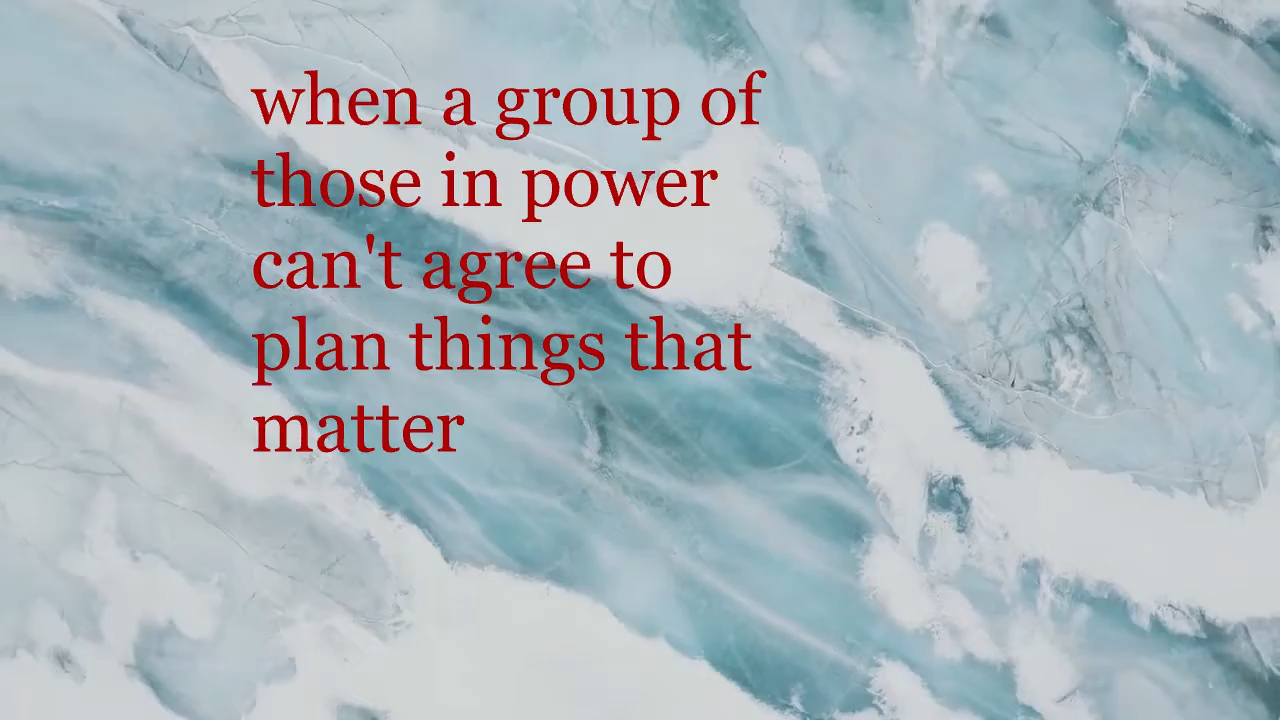 when a group of
those in power
can't agree to
plan things that
matter